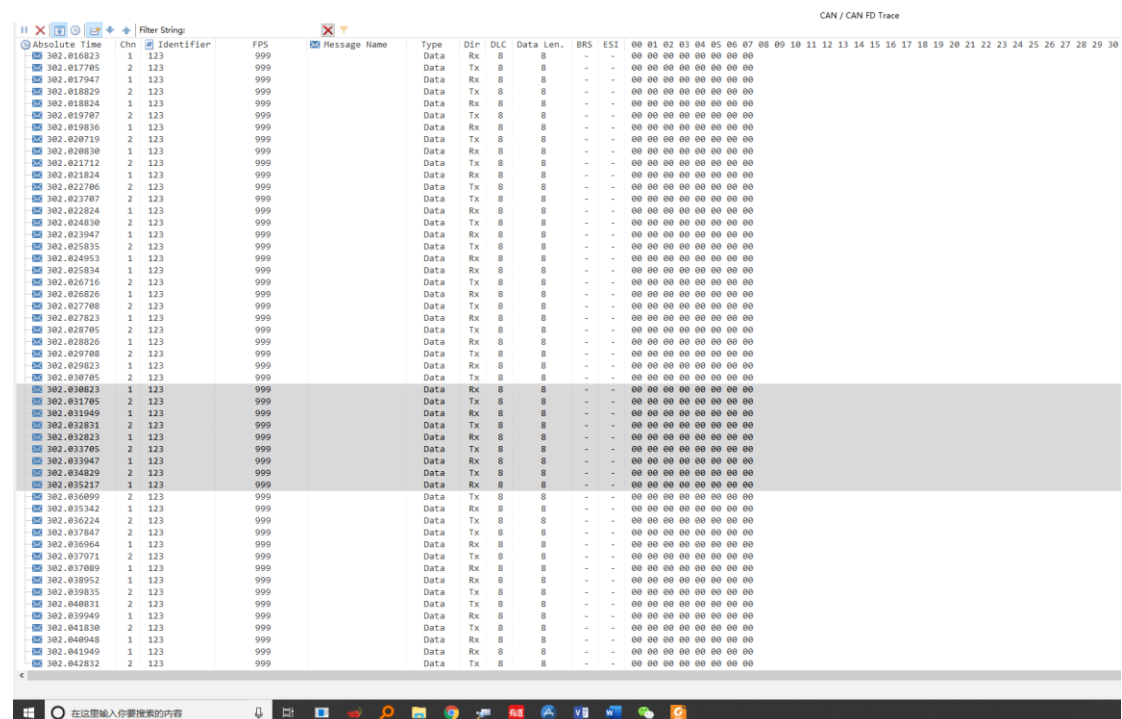 CAN / CAN FD Trace
Filter String:
Absolute Time Chn Identifier FPS Message Name Type Dir DLC Data Len. BRS ESI 00 01 02 03 04 05 06 07 08 09 10 11 12 13 14 15 16 17 18 19 20 21 22 23 24 25 26 27 28 29 30
302.016823 1 123 999 Data Rx 8 8 - - 00 00 00 00 00 00 00 00
302.017705 2 123 999 Data Tx 8 8 - - 00 00 00 00 00 00 00 00
302.017947 1 123 999 Data Rx 8 8 - - 00 00 00 00 00 00 00 00
302.018829 2 123 999 Data Tx 8 8 - - 00 00 00 00 00 00 00 00
302.018824 1 123 999 Data Rx 8 8 - - 00 00 00 00 00 00 00 00
302.019707 2 123 999 Data Tx 8 8 - - 00 00 00 00 00 00 00 00
302.019836 1 123 999 Data Rx 8 8 - - 00 00 00 00 00 00 00 00
302.020719 2 123 999 Data Tx 8 8 - - 00 00 00 00 00 00 00 00
302.020830 1 123 999 Data Rx 8 8 - - 00 00 00 00 00 00 00 00
302.021712 2 123 999 Data Tx 8 8 - - 00 00 00 00 00 00 00 00
302.021824 1 123 999 Data Rx 8 8 - - 00 00 00 00 00 00 00 00
302.022706 2 123 999 Data Tx 8 8 - - 00 00 00 00 00 00 00 00
302.023707 2 123 999 Data Tx 8 8 - - 00 00 00 00 00 00 00 00
302.022824 1 123 999 Data Rx 8 8 - - 00 00 00 00 00 00 00 00
302.024830 2 123 999 Data Tx 8 8 - - 00 00 00 00 00 00 00 00
302.023947 1 123 999 Data Rx 8 8 - - 00 00 00 00 00 00 00 00
302.025835 2 123 999 Data Tx 8 8 - - 00 00 00 00 00 00 00 00
302.024953 1 123 999 Data Rx 8 8 - - 00 00 00 00 00 00 00 00
302.025834 1 123 999 Data Rx 8 8 - - 00 00 00 00 00 00 00 00
302.026716 2 123 999 Data Tx 8 8 - - 00 00 00 00 00 00 00 00
302.026826 1 123 999 Data Rx 8 8 - - 00 00 00 00 00 00 00 00
302.027708 2 123 999 Data Tx 8 8 - - 00 00 00 00 00 00 00 00
302.027823 1 123 999 Data Rx 8 8 - - 00 00 00 00 00 00 00 00
302.028705 2 123 999 Data Tx 8 8 - - 00 00 00 00 00 00 00 00
302.028826 1 123 999 Data Rx 8 8 - - 00 00 00 00 00 00 00 00
302.029708 2 123 999 Data Tx 8 8 - - 00 00 00 00 00 00 00 00
302.029823 1 123 999 Data Rx 8 8 - - 00 00 00 00 00 00 00 00
302.030705 2 123 999 Data Tx 8 8 - - 00 00 00 00 00 00 00 00
302.030823 1 123 999 Data Rx 8 8 - - 00 00 00 00 00 00 00 00
302.031705 2 123 999 Data Tx 8 8 - - 00 00 00 00 00 00 00 00
302.031949 1 123 999 Data Rx 8 8 - - 00 00 00 00 00 00 00 00
302.032831 2 123 999 Data Tx 8 8 - - 00 00 00 00 00 00 00 00
302.032823 1 123 999 Data Rx 8 8 - - 00 00 00 00 00 00 00 00
302.033705 2 123 999 Data Tx 8 8 - - 00 00 00 00 00 00 00 00
302.033947 1 123 999 Data Rx 8 8 - - 00 00 00 00 00 00 00 00
302.034829 2 123 999 Data Tx 8 8 - - 00 00 00 00 00 00 00 00
302.035217 1 123 999 Data Rx 8 8 - - 00 00 00 00 00 00 00 00
302.036099 2 123 999 Data Tx 8 8 - - 00 00 00 00 00 00 00 00
302.035342 1 123 999 Data Rx 8 8 - - 00 00 00 00 00 00 00 00
302.036224 2 123 999 Data Tx 8 8 - - 00 00 00 00 00 00 00 00
302.037847 2 123 999 Data Tx 8 8 - - 00 00 00 00 00 00 00 00
302.036964 1 123 999 Data Rx 8 8 - - 00 00 00 00 00 00 00 00
302.037971 2 123 999 Data Tx 8 8 - - 00 00 00 00 00 00 00 00
302.037089 1 123 999 Data Rx 8 8 - - 00 00 00 00 00 00 00 00
302.038952 1 123 999 Data Rx 8 8 - - 00 00 00 00 00 00 00 00
302.039835 2 123 999 Data Tx 8 8 - - 00 00 00 00 00 00 00 00
302.040831 2 123 999 Data Tx 8 8 - - 00 00 00 00 00 00 00 00
302.039949 1 123 999 Data Rx 8 8 - - 00 00 00 00 00 00 00 00
302.041830 2 123 999 Data Tx 8 8 - - 00 00 00 00 00 00 00 00
302.040948 1 123 999 Data Rx 8 8 - - 00 00 00 00 00 00 00 00
302.041949 1 123 999 Data Rx 8 8 - - 00 00 00 00 00 00 00 00
302.042832 2 123 999 Data Tx 8 8 - - 00 00 00 00 00 00 00 00
在这里输入你要搜索的内容